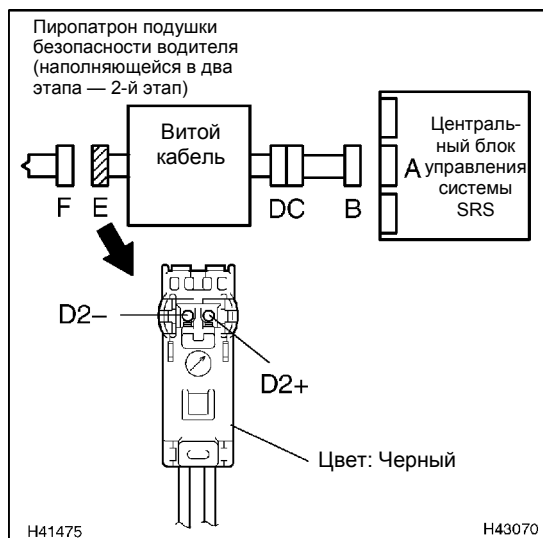 Пиропатрон подушки
безопасности водителя
(наполняющейся в два
этапа — 2-й этап)
Витой
кабель
Централь-
ный блок
управления
системы
SRS
A
F
E
D
C
B
D2–
D2+
Цвет: Черный
H41475
H43070